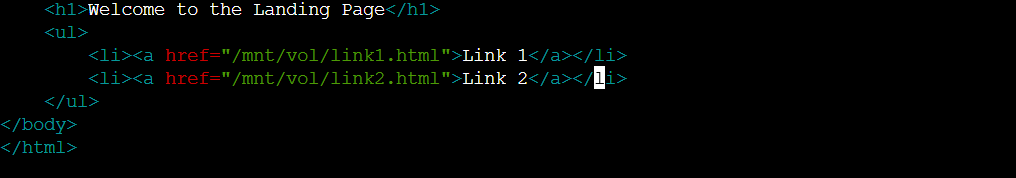 <h1>Welcome to the Landing Page</h1>
<ul>
<li><a href="/mnt/vol/link1.html">Link 1</a></li>
<li><a href="/mnt/vol/link2.html">Link 2</a></li>
</ul>
</body>
</html>